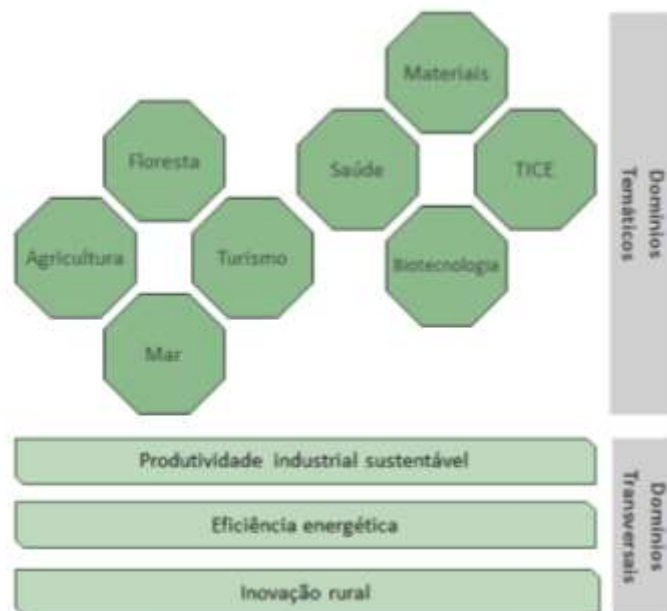 Materiais
Floresta
Saúde
TICE
Agricultura
Turismo
Biotecnologia
Mar
Domínios
Temáticos
Produtividade industrial sustentável
Eficiência energética
Inovação rural
Domínios
Transversais